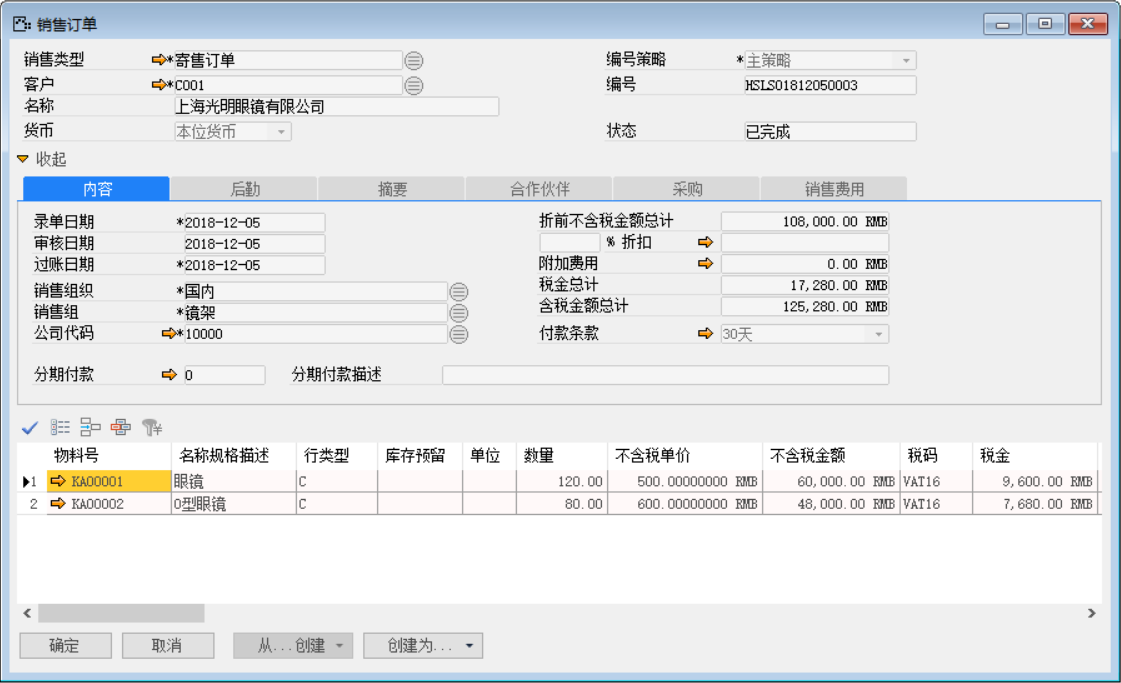 销售订单
销售类型 *寄售订单 编号策略 *主策略
客户 *C001 编号 HSLS01812050003
名称 上海光明眼镜有限公司
货币 本位货币 状态 已完成
收起
内容 后勤 摘要 合作伙伴 采购 销售费用
录单日期 *2018-12-05 折前不含税金额总计 108,000.00 RMB
审核日期 2018-12-05 % 折扣
过账日期 *2018-12-05 附加费用 0.00 RMB
税金总计 17,280.00 RMB
销售组织 *国内
销售组 *镜架 含税金额总计 125,280.00 RMB
公司代码 *10000 付款条款 30天
分期付款 0 分期付款描述
物料号 名称规格描述 行类型 库存预留 单位 数量 不含税单价 不含税金额 税码 税金
1 KA00001 眼镜 C 120.00 500.00000000 RMB 60,000.00 RMB VAT16 9,600.00 RMB
2 KA00002 O型眼镜 C 80.00 600.00000000 RMB 48,000.00 RMB VAT16 7,680.00 RMB
确定 取消 从...创建 创建为...